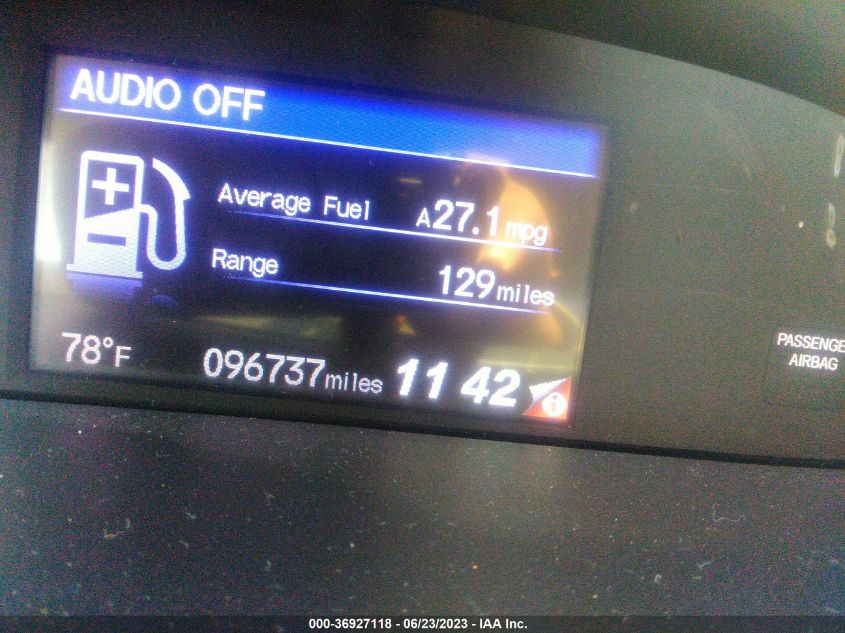 AUDIO OFF
Average Fuel A27.1mpg
Range 129miles
78°F 096737miles 11 42
PASSENGE
AIRBAG
000-36927118 - 06/23/2023 - IAA Inc.